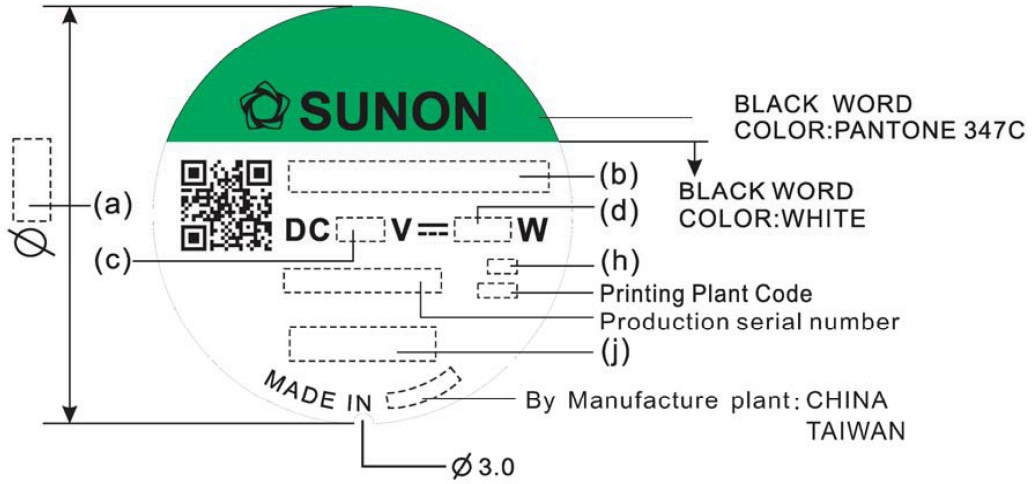 SUNON
BLACK WORD
COLOR:PANTONE 347C
(b)
BLACK WORD
COLOR:WHITE
(a)
Ø
(d)
DC V⎓ W
(c)
(h)
Printing Plant Code
Production serial number
(j)
MADE IN
By Manufacture plant: CHINA
TAIWAN
Ø3.0